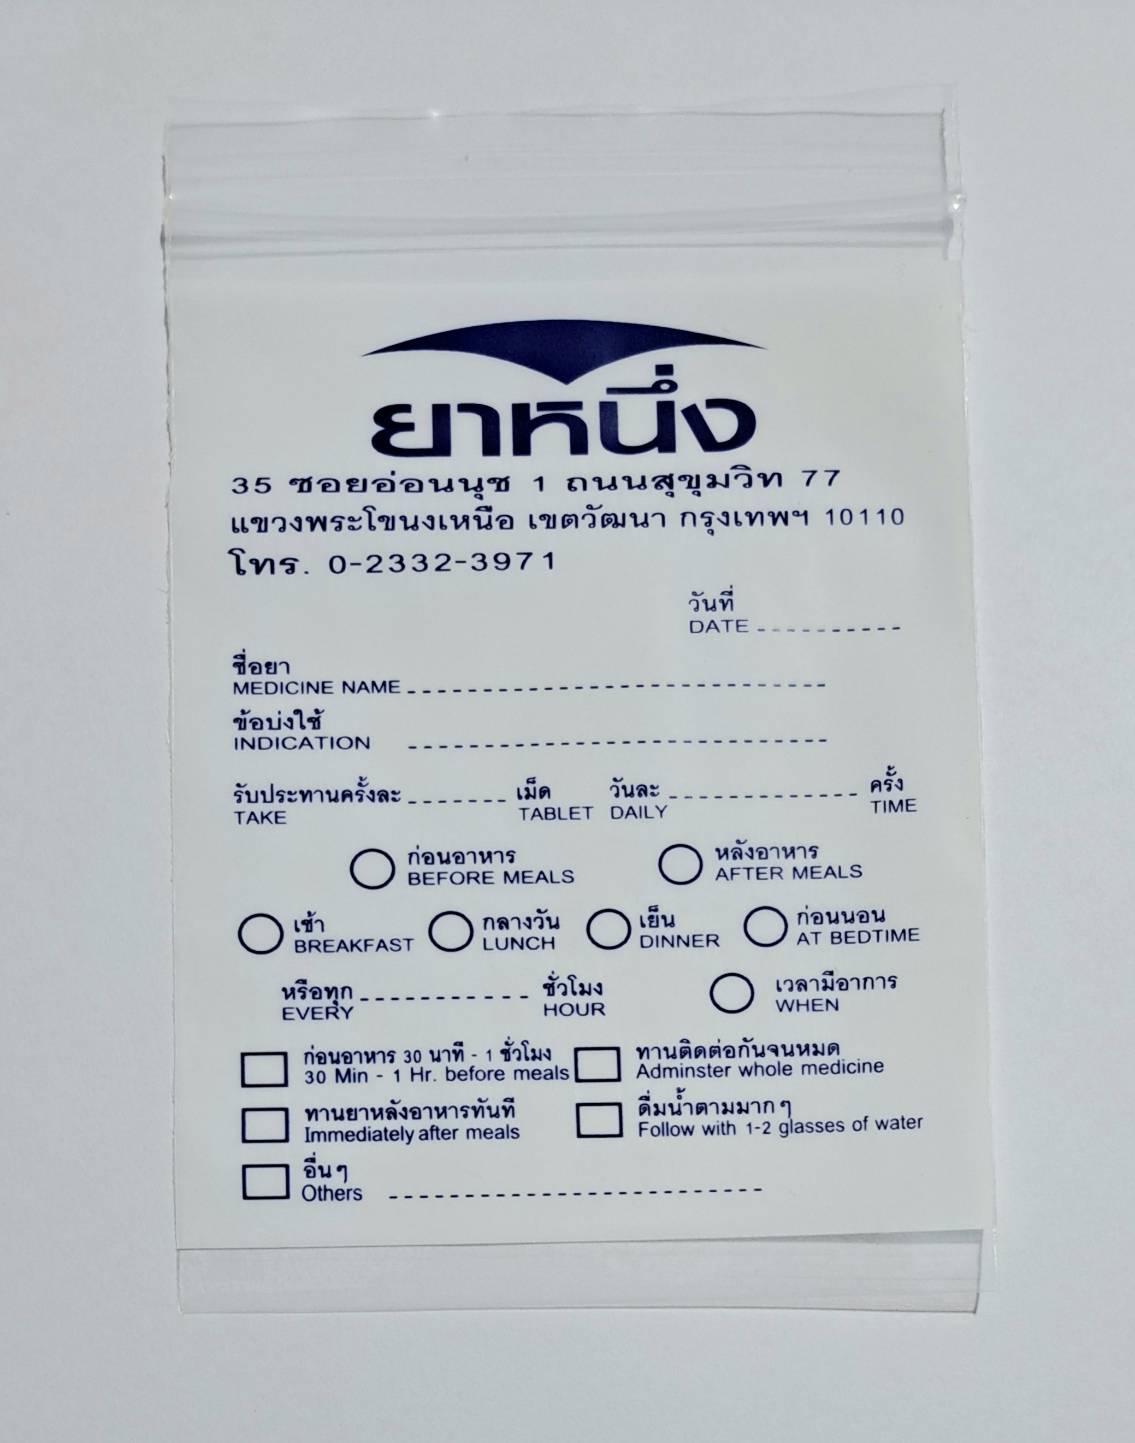 ยาหนึ่ง
35 ซอยอ่อนนุช 1 ถนนสุขุมวิท 77
แขวงพระโขนงเหนือ เขตวัฒนา กรุงเทพฯ 10110
โทร. 0-2332-3971
วันที่
DATE
ชื่อยา
MEDICINE NAME
ข้อบ่งใช้
INDICATION
รับประทานครั้งละ เม็ด วันละ ครั้ง
TAKE TABLET DAILY TIME
ก่อนอาหาร หลังอาหาร
BEFORE MEALS AFTER MEALS
เช้า กลางวัน เย็น ก่อนนอน
BREAKFAST LUNCH DINNER AT BEDTIME
หรือทุก ชั่วโมง เวลามีอาการ
EVERY HOUR WHEN
ก่อนอาหาร 30 นาที - 1 ชั่วโมง ทานติดต่อกันจนหมด
30 Min - 1 Hr. before meals Adminster whole medicine
ทานยาหลังอาหารทันที ดื่มน้ำตามมาก ๆ
Immediately after meals Follow with 1-2 glasses of water
อื่น ๆ
Others